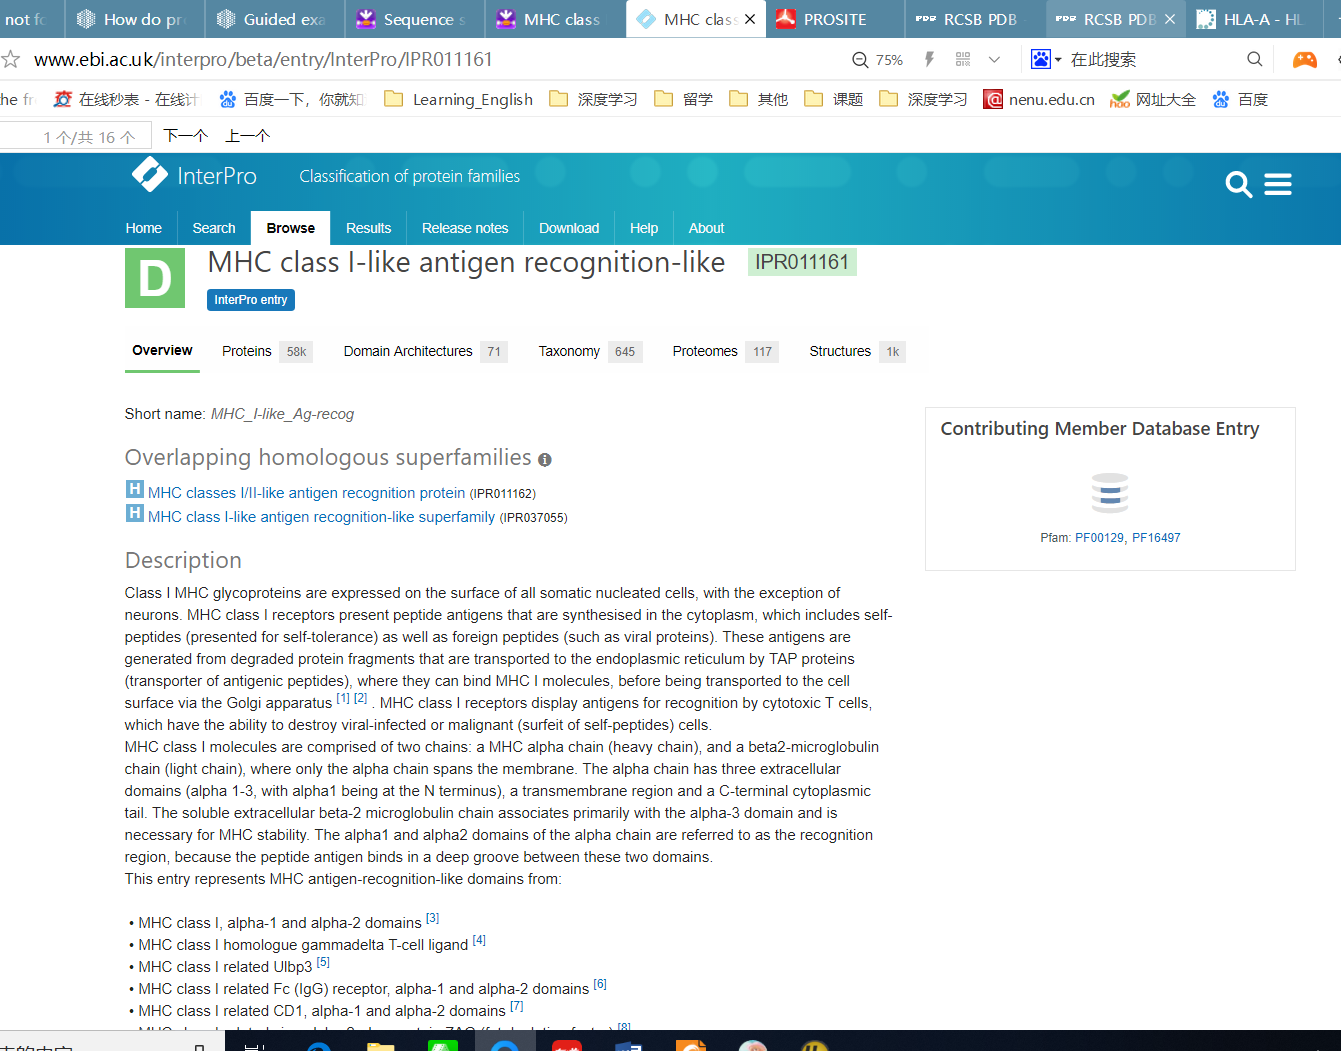 not fo
How do pr
Guided exa
Sequence s
MHC class
MHC clas
PROSITE
RCSB PDB
RCSB PDB
HLA-A - HL
www.ebi.ac.uk/interpro/beta/entry/InterPro/IPR011161
75%
在此搜索
he fr
在线秒表 - 在线计
百度一下，你就知
Learning_English
深度学习
留学
其他
课题
深度学习
nenu.edu.cn
网址大全
百度
1 个/共 16 个
下一个
上一个
InterPro
Classification of protein families
Home
Search
Browse
Results
Release notes
Download
Help
About
D
MHC class I-like antigen recognition-like
IPR011161
InterPro entry
Overview
Proteins 58k
Domain Architectures 71
Taxonomy 645
Proteomes 117
Structures 1k
Short name: MHC_I-like_Ag-recog
Overlapping homologous superfamilies
H MHC classes I/II-like antigen recognition protein (IPR011162)
H MHC class I-like antigen recognition-like superfamily (IPR037055)
Contributing Member Database Entry
Pfam: PF00129, PF16497
Description
Class I MHC glycoproteins are expressed on the surface of all somatic nucleated cells, with the exception of
neurons. MHC class I receptors present peptide antigens that are synthesised in the cytoplasm, which includes self-
peptides (presented for self-tolerance) as well as foreign peptides (such as viral proteins). These antigens are
generated from degraded protein fragments that are transported to the endoplasmic reticulum by TAP proteins
(transporter of antigenic peptides), where they can bind MHC I molecules, before being transported to the cell
surface via the Golgi apparatus [1] [2] . MHC class I receptors display antigens for recognition by cytotoxic T cells,
which have the ability to destroy viral-infected or malignant (surfeit of self-peptides) cells.
MHC class I molecules are comprised of two chains: a MHC alpha chain (heavy chain), and a beta2-microglobulin
chain (light chain), where only the alpha chain spans the membrane. The alpha chain has three extracellular
domains (alpha 1-3, with alpha1 being at the N terminus), a transmembrane region and a C-terminal cytoplasmic
tail. The soluble extracellular beta-2 microglobulin chain associates primarily with the alpha-3 domain and is
necessary for MHC stability. The alpha1 and alpha2 domains of the alpha chain are referred to as the recognition
region, because the peptide antigen binds in a deep groove between these two domains.
This entry represents MHC antigen-recognition-like domains from:
• MHC class I, alpha-1 and alpha-2 domains [3]
• MHC class I homologue gammadelta T-cell ligand [4]
• MHC class I related Ulbp3 [5]
• MHC class I related Fc (IgG) receptor, alpha-1 and alpha-2 domains [6]
• MHC class I related CD1, alpha-1 and alpha-2 domains [7]